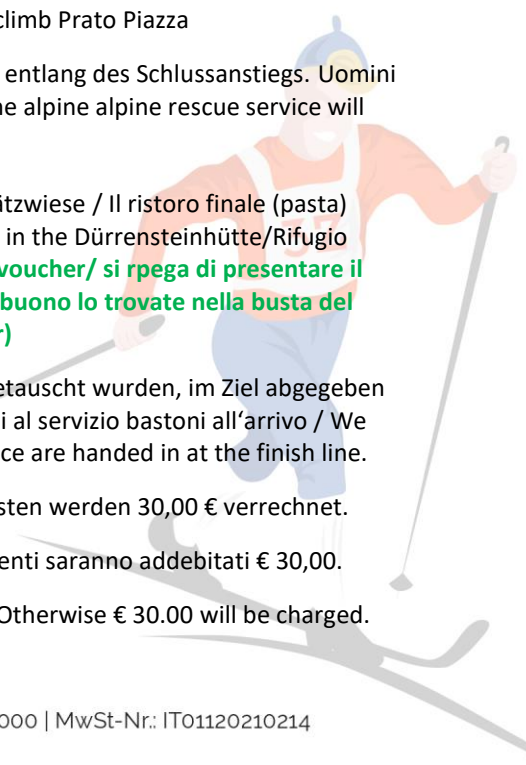 climb Prato Piazza
entlang des Schlussanstiegs. Uomini
ne alpine alpine rescue service will
ätzwiese / Il ristoro finale (pasta)
in the Dürrensteinhütte/Rifugio
voucher/ si rpega di presentare il
buono lo trovate nella busta del
r)
etauscht wurden, im Ziel abgegeben
i al servizio bastoni all'arrivo / We
ce are handed in at the finish line.
sten werden 30,00 € verrechnet.
enti saranno addebitati € 30,00.
Otherwise € 30.00 will be charged.
000 | MwSt-Nr.: IT01120210214
37